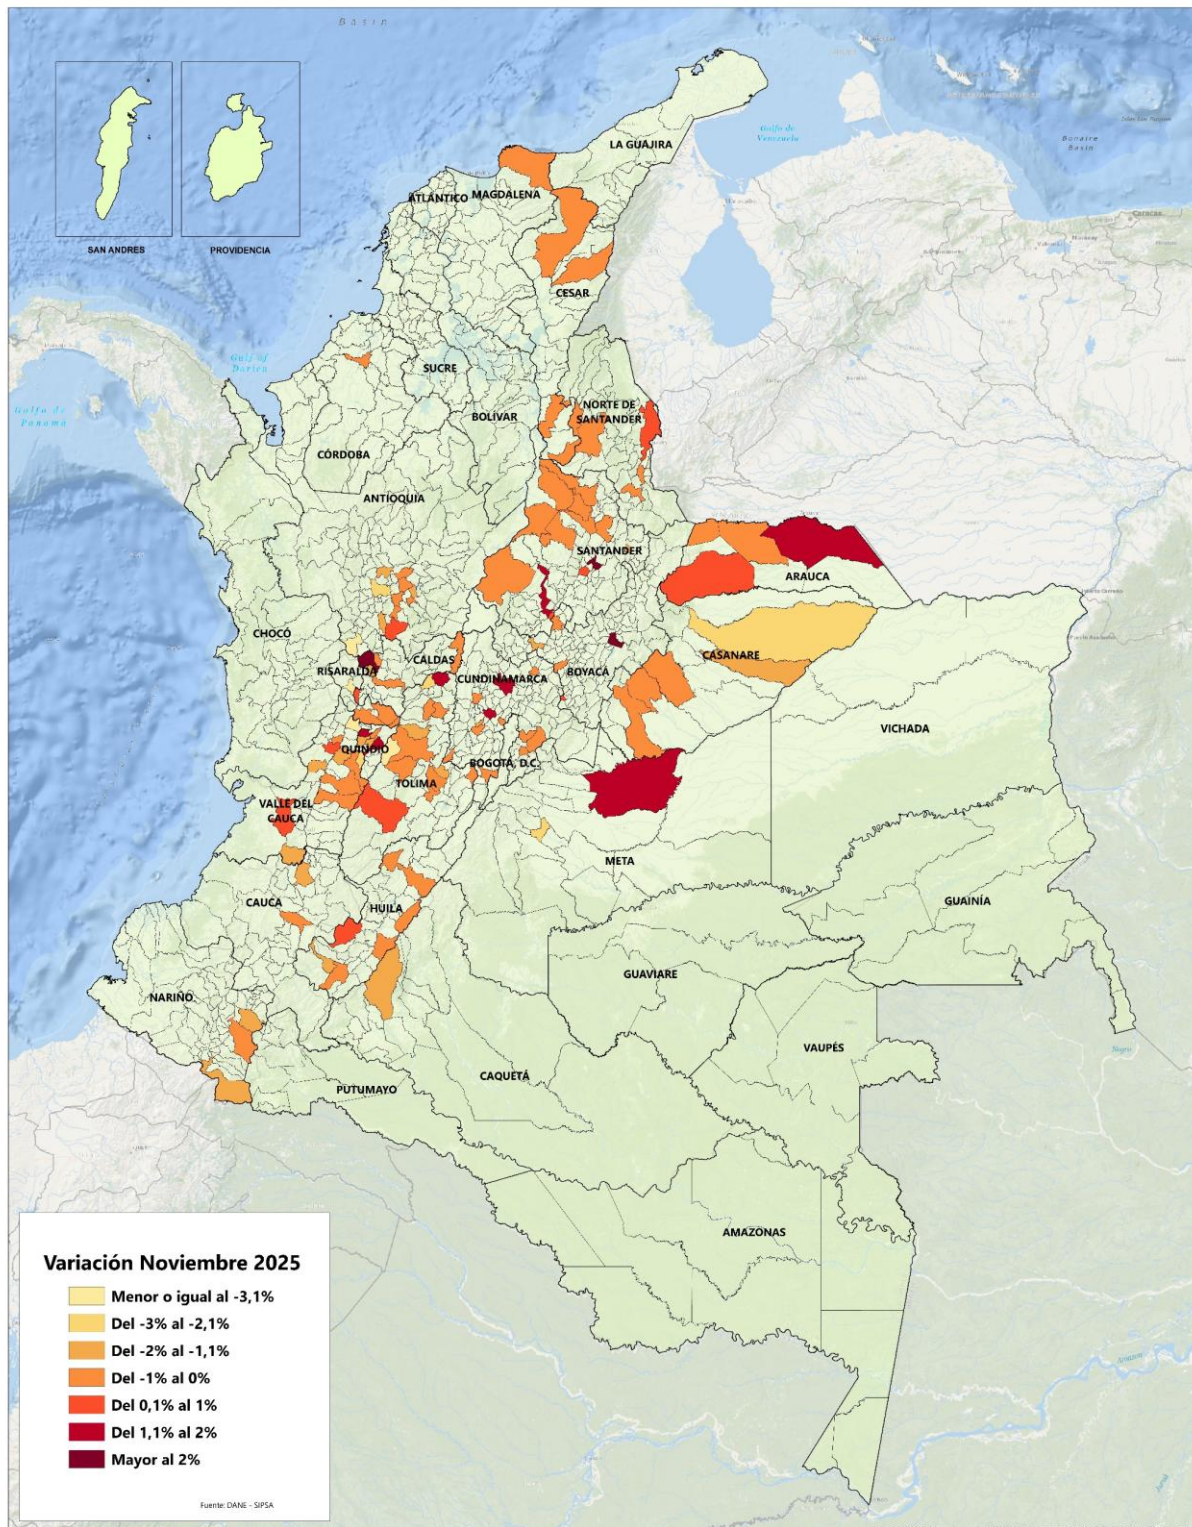 Basin
SAN ANDRES
PROVIDENCIA
Golfo de
Venezuela
Bonaire
Basin
Caracas
LA GUAJIRA
ATLÁNTICO
MAGDALENA
CESAR
Gulf of
Darien
Golfo de
Panamá
SUCRE
BOLÍVAR
NORTE DE
SANTANDER
CÓRDOBA
ANTIOQUIA
SANTANDER
ARAUCA
CHOCÓ
RISARALDA
CALDAS
CUNDINAMARCA
BOYACÁ
CASANARE
VICHADA
QUINDÍO
BOGOTÁ, D.C.
TOLIMA
VALLE DEL
CAUCA
META
CAUCA
HUILA
GUAINÍA
GUAVIARE
NARIÑO
VAUPÉS
CAQUETÁ
PUTUMAYO
AMAZONAS
Variación Noviembre 2025
Menor o igual al -3,1%
Del -3% al -2,1%
Del -2% al -1,1%
Del -1% al 0%
Del 0,1% al 1%
Del 1,1% al 2%
Mayor al 2%
Fuente: DANE - SIPSA